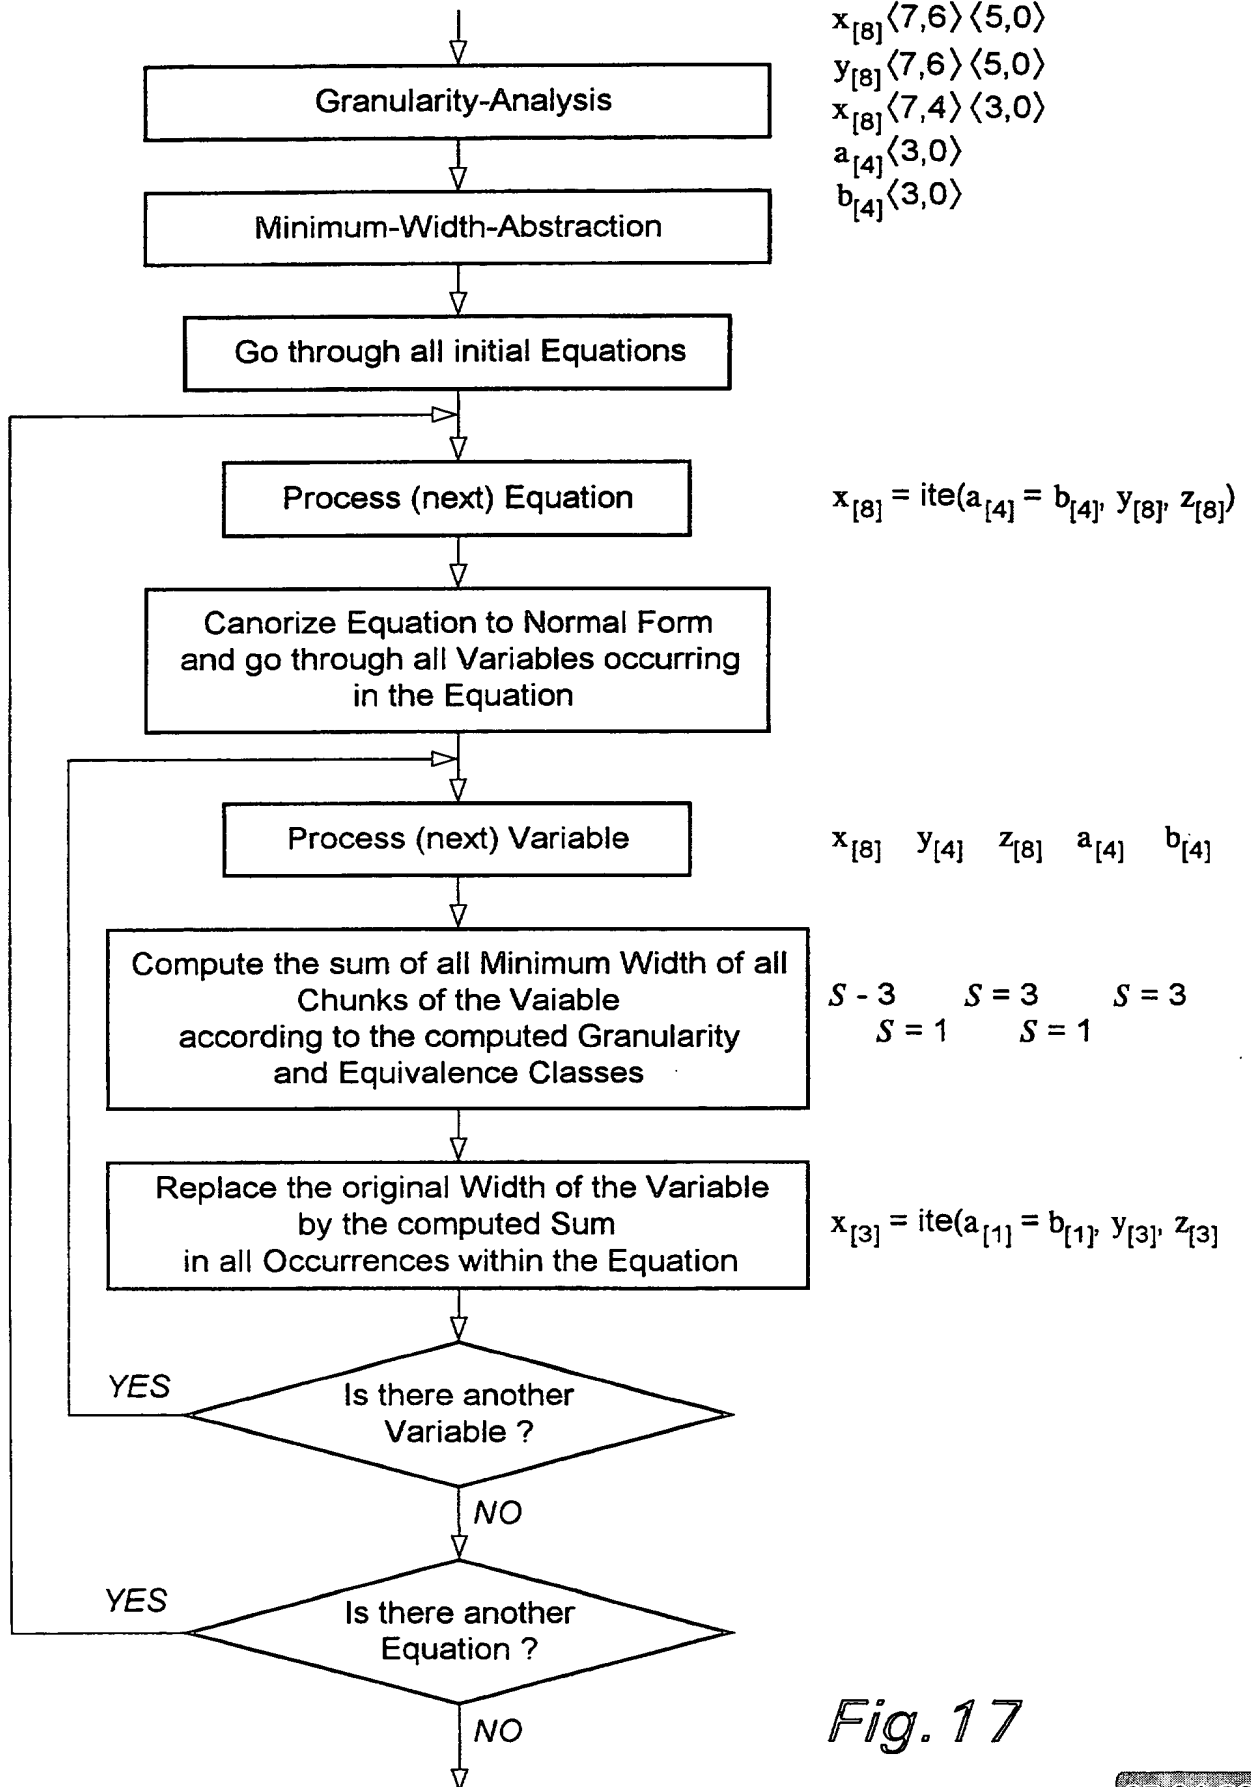 x[8]⟨7,6⟩⟨5,0⟩
y[8]⟨7,6⟩⟨5,0⟩
x[8]⟨7,4⟩⟨3,0⟩
a[4]⟨3,0⟩
b[4]⟨3,0⟩
Granularity-Analysis
Minimum-Width-Abstraction
Go through all initial Equations
Process (next) Equation
x[8] = ite(a[4] = b[4], y[8], z[8])
Canorize Equation to Normal Form
and go through all Variables occurring
in the Equation
Process (next) Variable
x[8] y[4] z[8] a[4] b[4]
Compute the sum of all Minimum Width of all
Chunks of the Vaiable
according to the computed Granularity
and Equivalence Classes
S - 3 S = 3 S = 3
S = 1 S = 1
Replace the original Width of the Variable
by the computed Sum
in all Occurrences within the Equation
x[3] = ite(a[1] = b[1], y[3], z[3]
YES
Is there another
Variable ?
NO
YES
Is there another
Equation ?
NO
Fig. 17